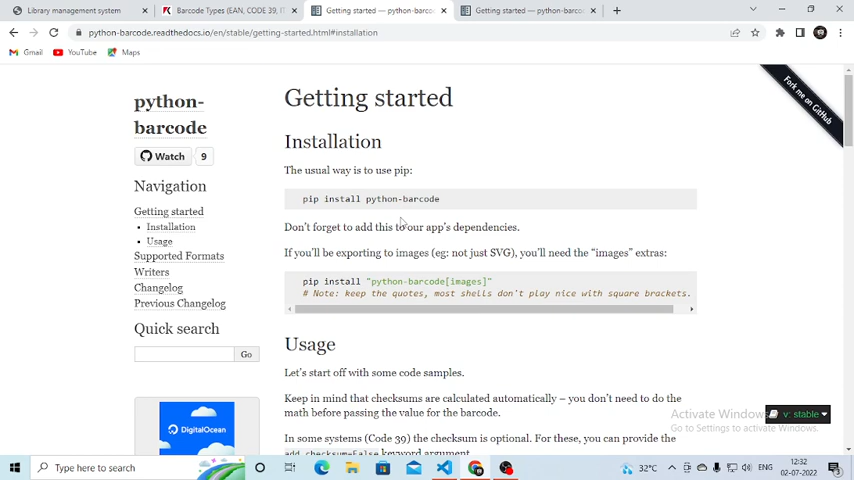 Library management system
Barcode Types (EAN, CODE 39, IT
Getting started — python-barcod
Getting started — python-barco
python-barcode.readthedocs.io/en/stable/getting-started.html#installation
Gmail
YouTube
Maps
Fork me on GitHub
python-
barcode
Watch
9
Navigation
Getting started
• Installation
• Usage
Supported Formats
Writers
Changelog
Previous Changelog
Quick search
Go
DigitalOcean
Getting started
Installation
The usual way is to use pip:
pip install python-barcode
Don't forget to add this to our app's dependencies.
If you'll be exporting to images (eg: not just SVG), you'll need the "images" extras:
pip install "python-barcode[images]"
# Note: keep the quotes, most shells don't play nice with square brackets.
Usage
Let's start off with some code samples.
Keep in mind that checksums are calculated automatically – you don't need to do the
math before passing the value for the barcode.
In some systems (Code 39) the checksum is optional. For these, you can provide the
add_checksum=False keyword argument.
Activate Windows
Go to Settings to activate Windows.
v: stable
Type here to search
32°C
ENG
12:32
02-07-2022
3